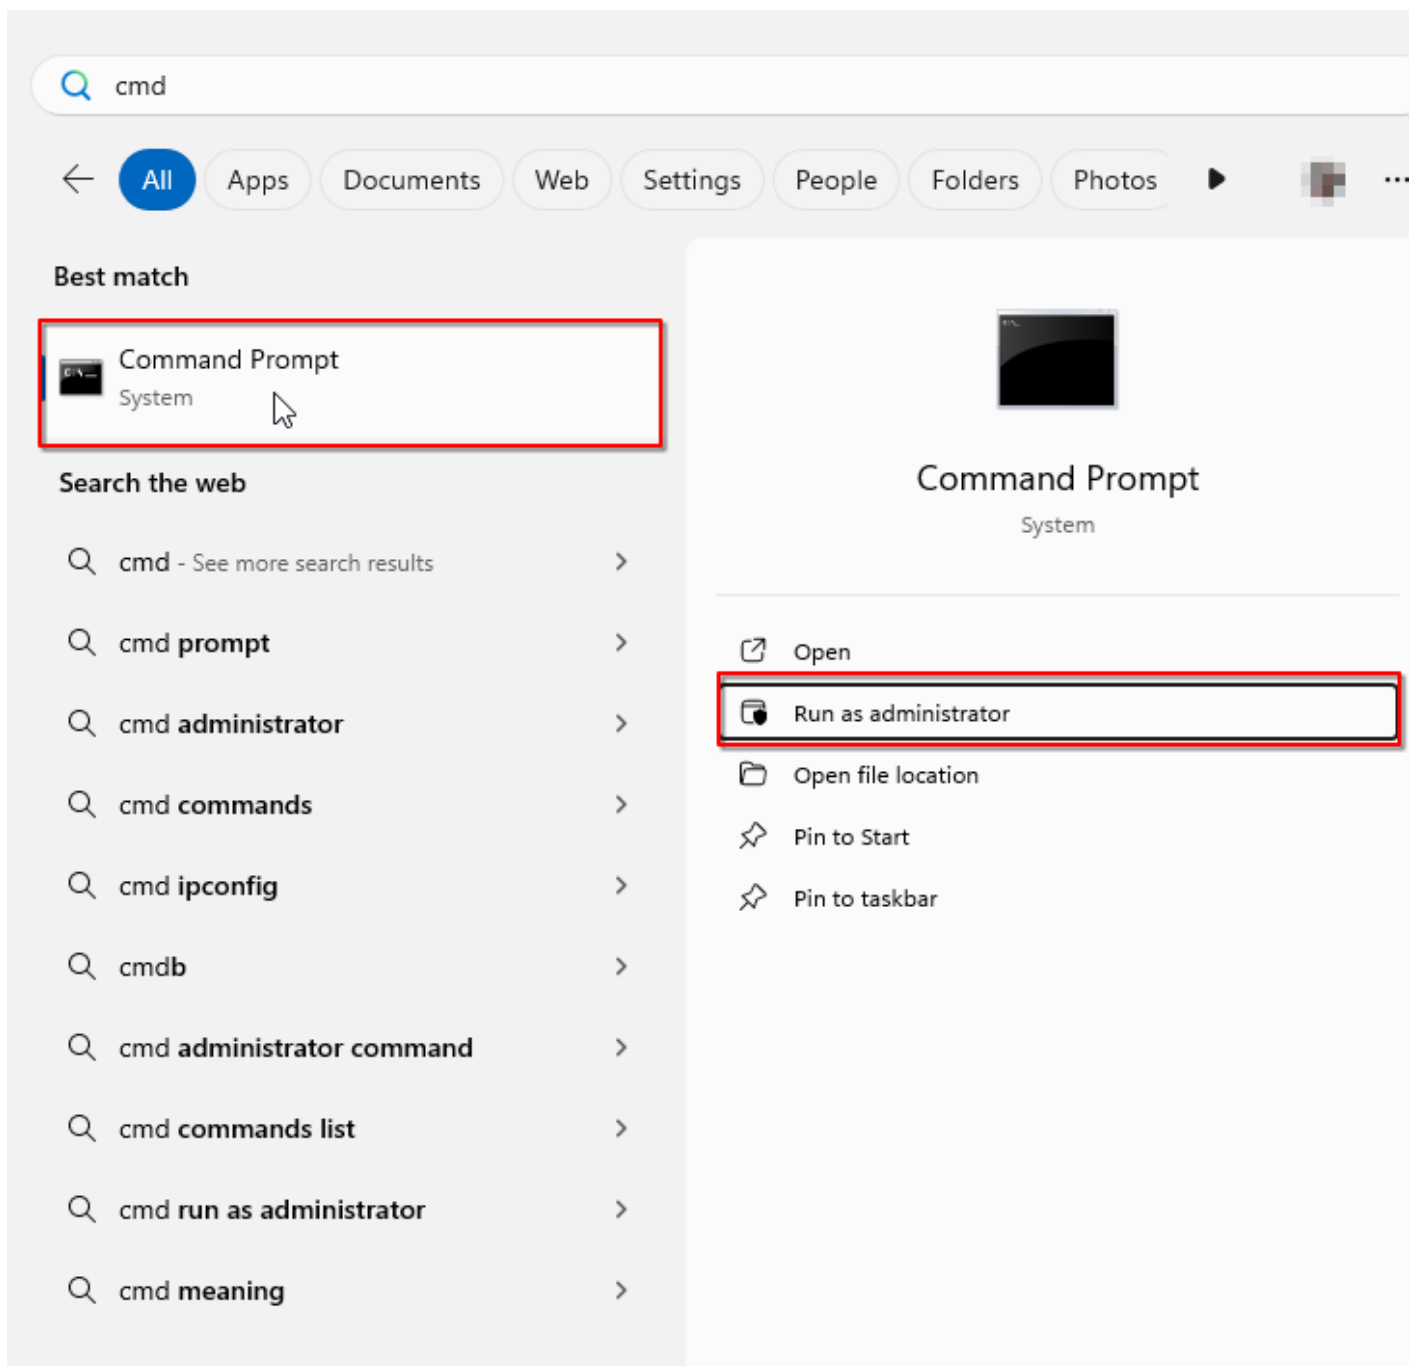 cmd
All Apps Documents Web Settings People Folders Photos
Best match
Command Prompt
System
Search the web
cmd - See more search results
cmd prompt
cmd administrator
cmd commands
cmd ipconfig
cmdb
cmd administrator command
cmd commands list
cmd run as administrator
cmd meaning
Command Prompt
System
Open
Run as administrator
Open file location
Pin to Start
Pin to taskbar